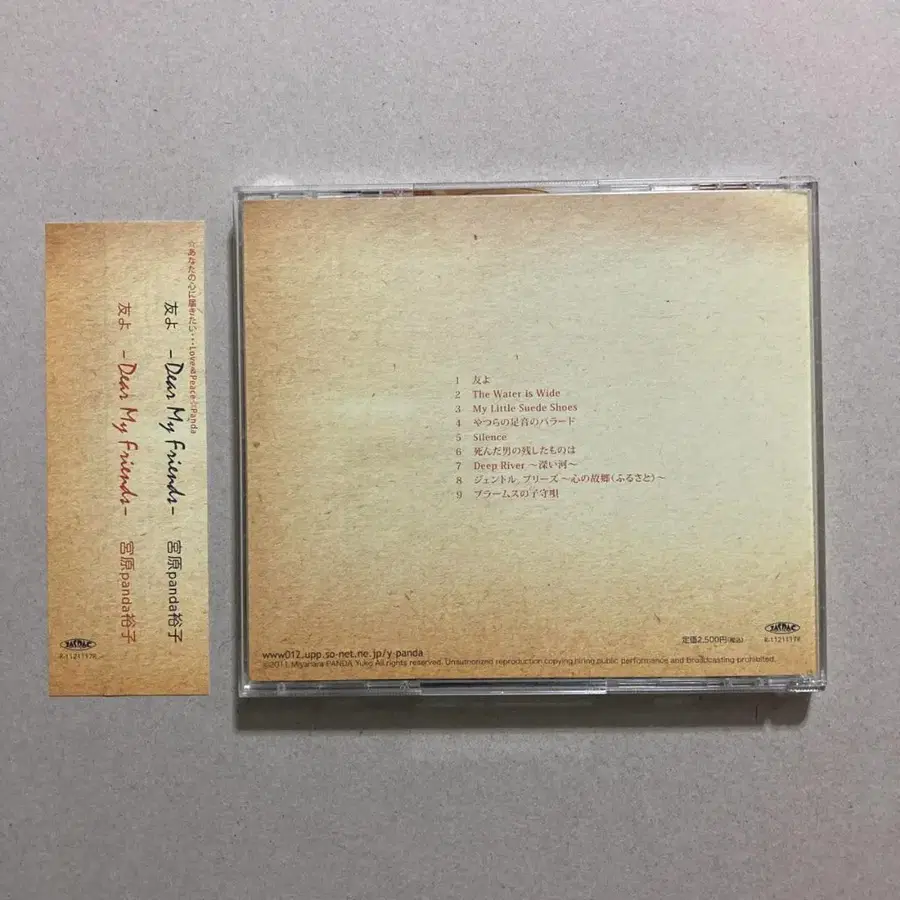 ☆あなたの心に届きたら・・・Love&Peace☆Panda
友よ －Dear My Friends－ 宮原panda裕子
友よ －Dear My Friends－ 宮原panda裕子
JASRAC
R-1121117R
1 友よ
2 The Water is Wide
3 My Little Suede Shoes
4 やつらの足音のバラード
5 Silence
6 死んだ男の残したものは
7 Deep River ～深い河～
8 ジェントル ブリーズ ～心の故郷(ふるさと)～
9 ブラームスの子守唄
定価2,500円(税込)
JASRAC
R-1121117R
www012.upp.so-net.ne.jp/y-panda
©2011 Miyahara PANDA Yuko All rights reserved. Unauthorized reproduction copying,hiring,public performance and broadcasting prohibited.